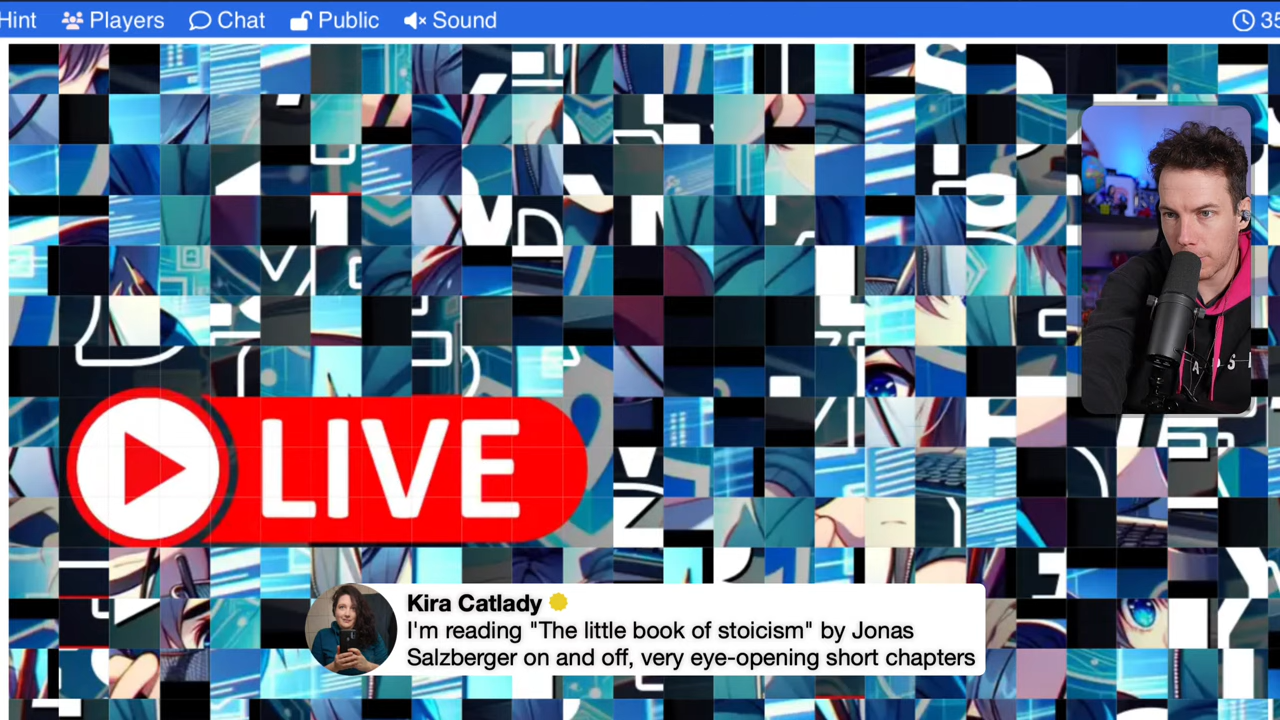 Hint Players Chat Public Sound 35
LIVE
Kira Catlady
I'm reading "The little book of stoicism" by Jonas
Salzberger on and off, very eye-opening short chapters